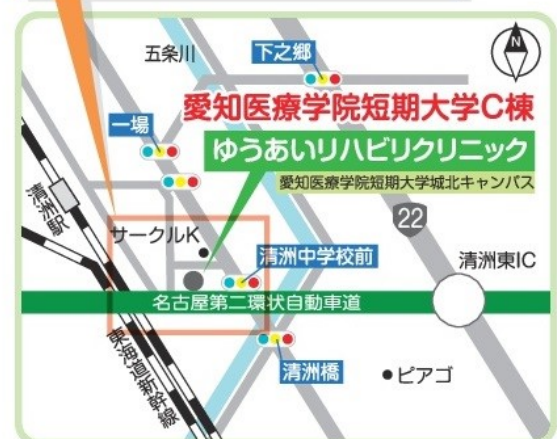 N
五条川
下之郷
愛知医療学院短期大学C棟
一場
ゆうあいリハビリクリニック
愛知医療学院短期大学城北キャンパス
清洲駅
22
サークルK
清洲中学校前
清洲東IC
名古屋第二環状自動車道
東海道新幹線
清洲橋
ピアゴ